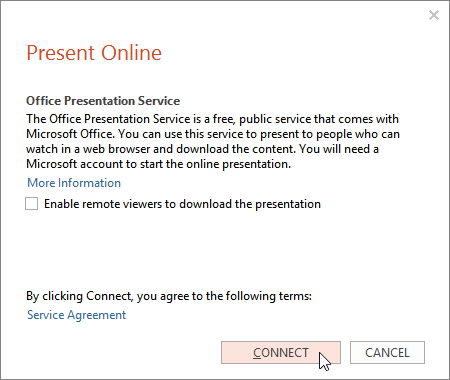 Present Online
Office Presentation Service
The Office Presentation Service is a free, public service that comes with
Microsoft Office. You can use this service to present to people who can
watch in a web browser and download the content. You will need a
Microsoft account to start the online presentation.
More Information
Enable remote viewers to download the presentation
By clicking Connect, you agree to the following terms:
Service Agreement
CONNECT
CANCEL